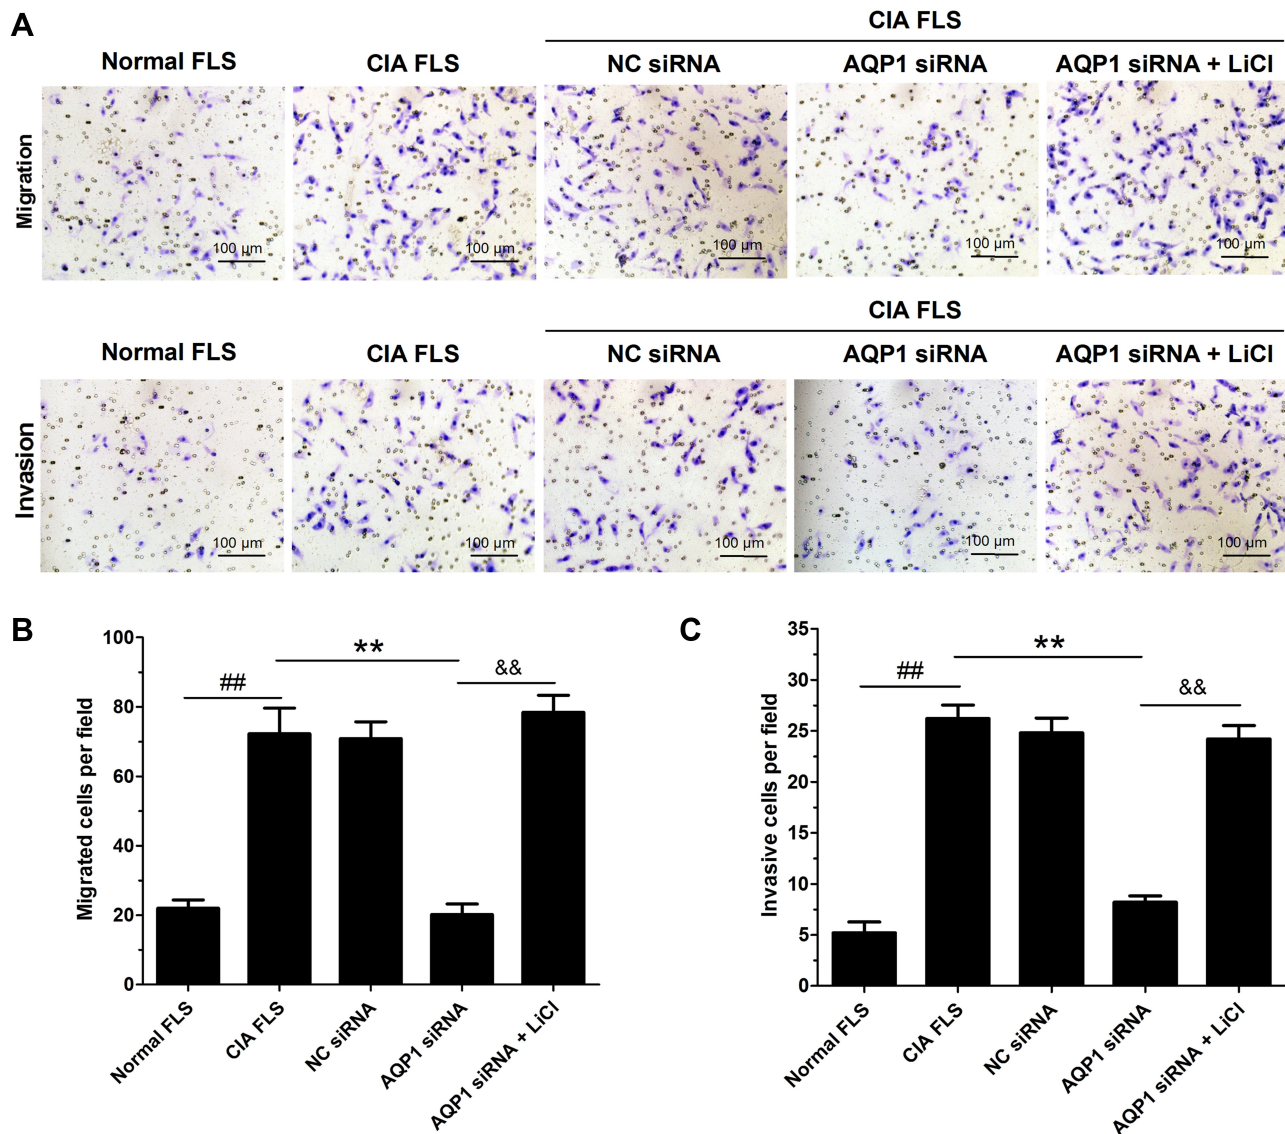 A
CIA FLS
Normal FLS CIA FLS NC siRNA AQP1 siRNA AQP1 siRNA + LiCl
Migration
100 µm 100 µm 100 µm 100 µm 100 µm
CIA FLS
Normal FLS CIA FLS NC siRNA AQP1 siRNA AQP1 siRNA + LiCl
Invasion
100 µm 100 µm 100 µm 100 µm 100 µm
B
Migrated cells per field
100
80
60
40
20
0
##
**
&&
Normal FLS
CIA FLS
NC siRNA
AQP1 siRNA
AQP1 siRNA + LiCl
C
Invasive cells per field
35
30
25
20
15
10
5
0
##
**
&&
Normal FLS
CIA FLS
NC siRNA
AQP1 siRNA
AQP1 siRNA + LiCl